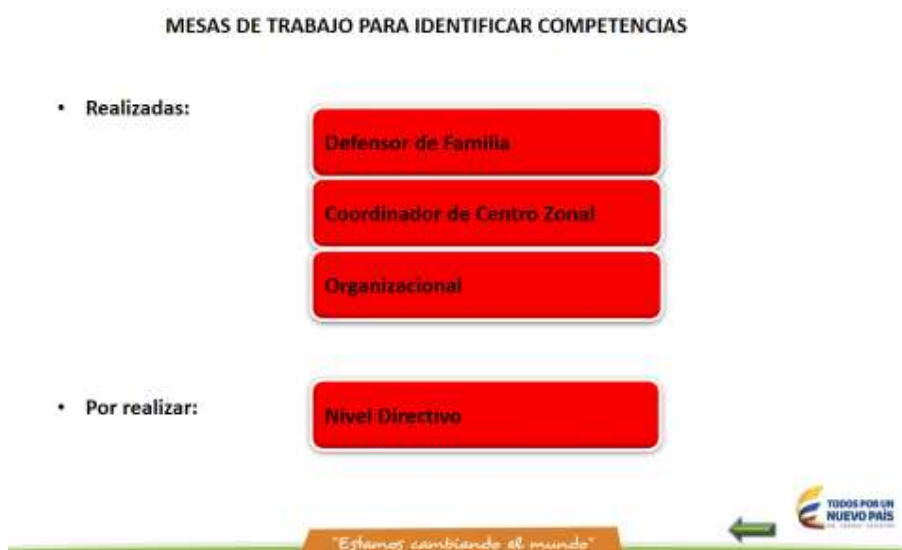 MESAS DE TRABAJO PARA IDENTIFICAR COMPETENCIAS
• Realizadas:
Defensor de Familia
Coordinador de Centro Zonal
Organizacional
• Por realizar:
Nivel Directivo
TODOS POR UN
NUEVO PAÍS
"Estamos cambiando el mundo"